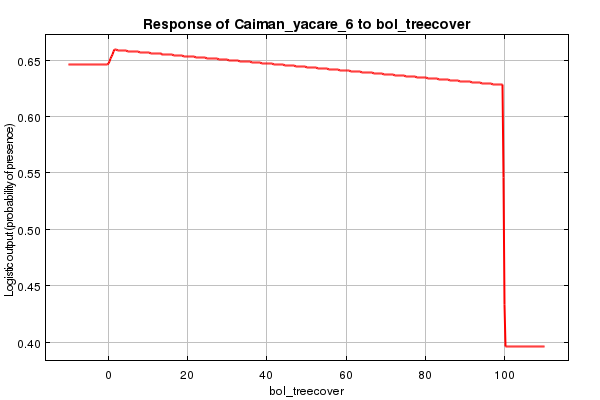 Response of Caiman_yacare_6 to bol_treecover
Logistic output (probability of presence)
0.65
0.60
0.55
0.50
0.45
0.40
0 20 40 60 80 100
bol_treecover